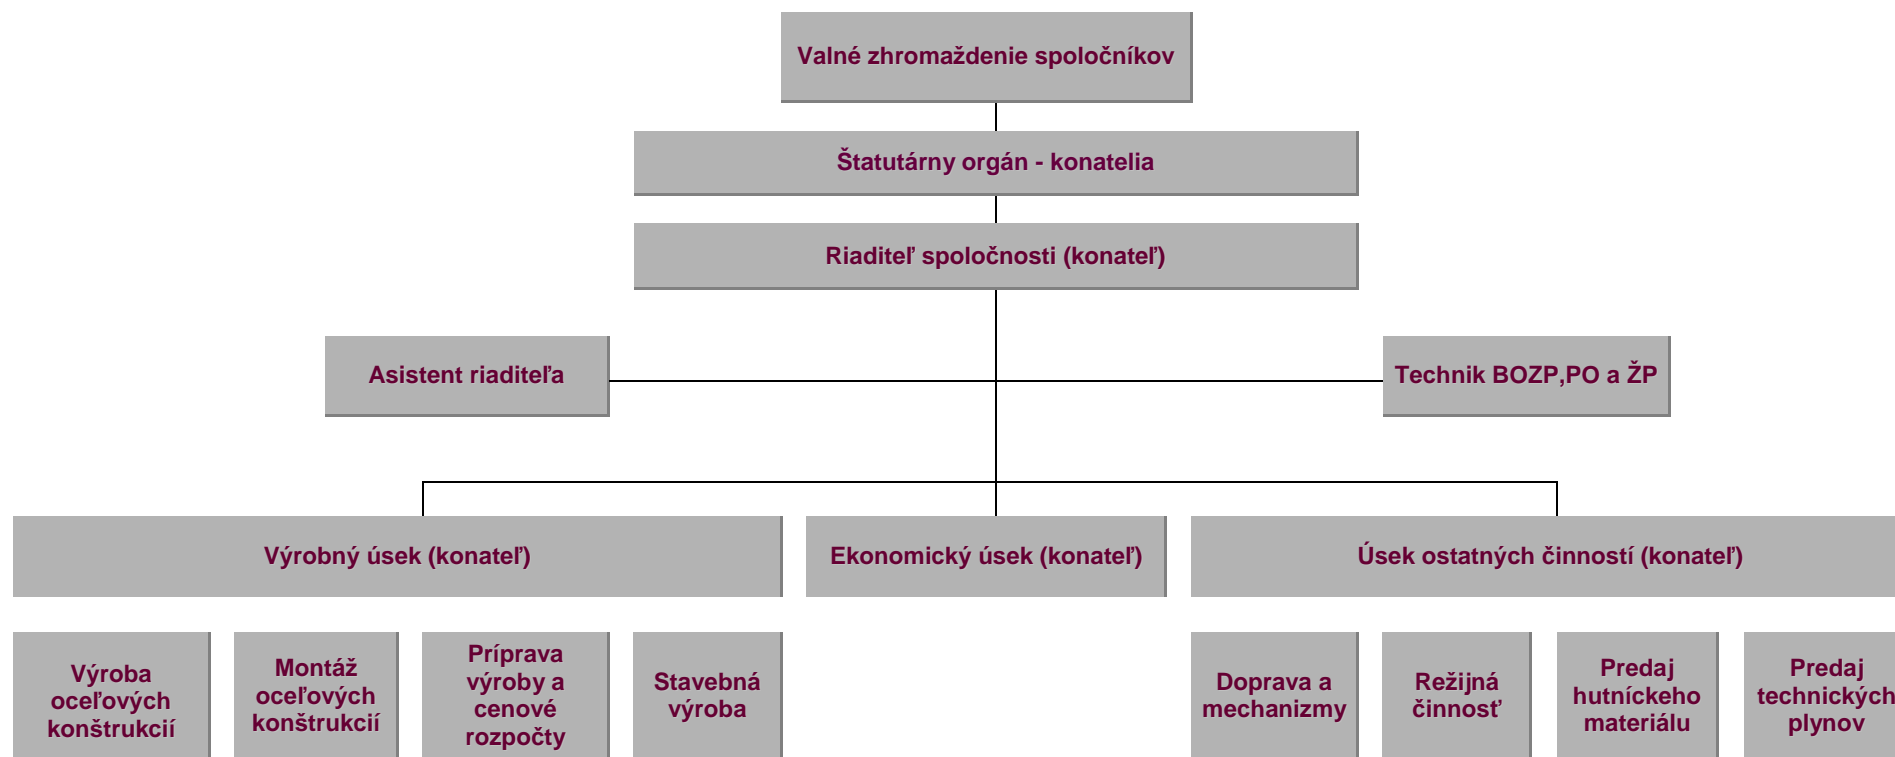 Valné zhromaždenie spoločníkov
Štatutárny orgán - konatelia
Riaditeľ spoločnosti (konateľ)
Asistent riaditeľa
Technik BOZP,PO a ŽP
Výrobný úsek (konateľ)
Ekonomický úsek (konateľ)
Úsek ostatných činností (konateľ)
Výroba
oceľových
konštrukcií
Montáž
oceľových
konštrukcií
Príprava
výroby a
cenové
rozpočty
Stavebná
výroba
Doprava a
mechanizmy
Režijná
činnosť
Predaj
hutníckeho
materiálu
Predaj
technických
plynov